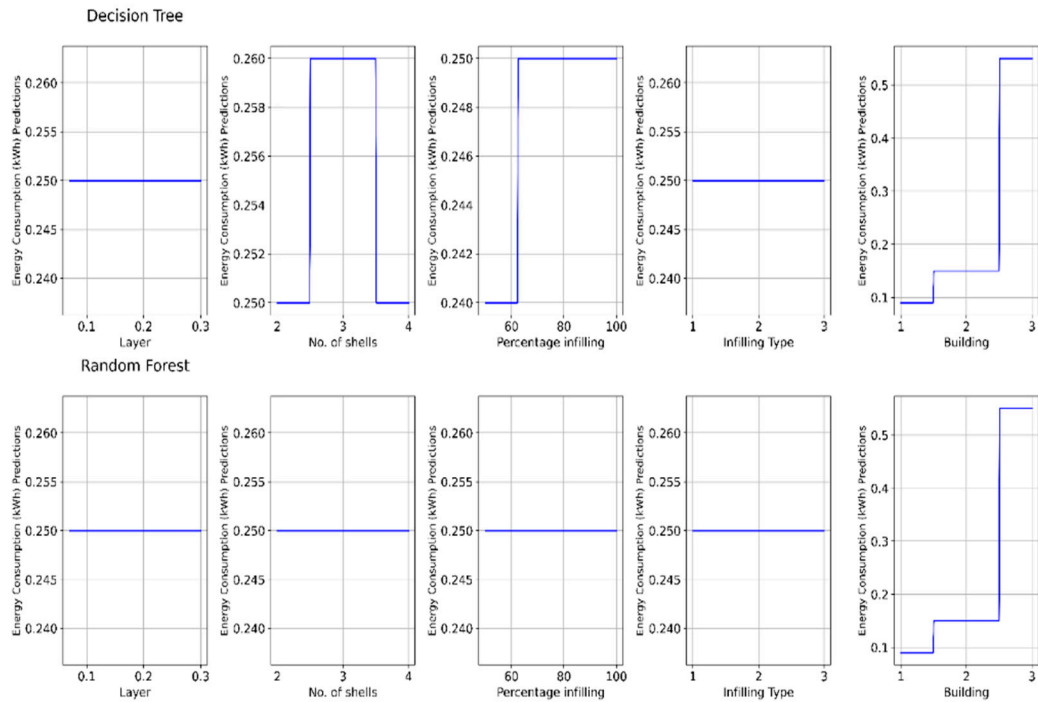 Decision Tree
Energy Consumption (kWh) Predictions
0.260
0.255
0.250
0.245
0.240
0.1 0.2 0.3
Layer
Energy Consumption (kWh) Predictions
0.260
0.258
0.256
0.254
0.252
0.250
2 3 4
No. of shells
Energy Consumption (kWh) Predictions
0.250
0.248
0.246
0.244
0.242
0.240
60 80 100
Percentage infilling
Energy Consumption (kWh) Predictions
0.260
0.255
0.250
0.245
0.240
1 2 3
Infilling Type
Energy Consumption (kWh) Predictions
0.5
0.4
0.3
0.2
0.1
1 2 3
Building
Random Forest
Energy Consumption (kWh) Predictions
0.260
0.255
0.250
0.245
0.240
0.1 0.2 0.3
Layer
Energy Consumption (kWh) Predictions
0.260
0.255
0.250
0.245
0.240
2 3 4
No. of shells
Energy Consumption (kWh) Predictions
0.260
0.255
0.250
0.245
0.240
60 80 100
Percentage infilling
Energy Consumption (kWh) Predictions
0.260
0.255
0.250
0.245
0.240
1 2 3
Infilling Type
Energy Consumption (kWh) Predictions
0.5
0.4
0.3
0.2
0.1
1 2 3
Building